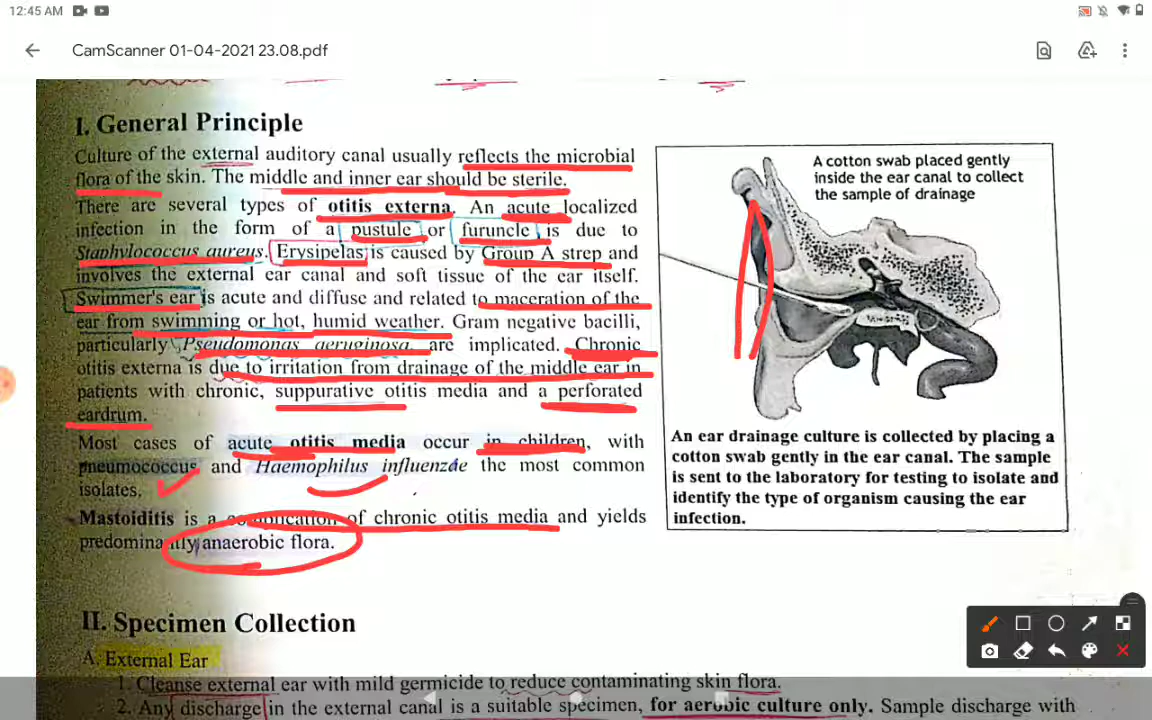 12:45 AM
CamScanner 01-04-2021 23.08.pdf
I. General Principle
Culture of the external auditory canal usually reflects the microbial
flora of the skin. The middle and inner ear should be sterile.
There are several types of otitis externa. An acute localized
infection in the form of a pustule or furuncle is due to
Staphylococcus aureus. Erysipelas is caused by Group A strep and
involves the external ear canal and soft tissue of the ear itself.
Swimmer's ear is acute and diffuse and related to maceration of the
ear from swimming or hot, humid weather. Gram negative bacilli,
particularly Pseudomonas aeruginosa, are implicated. Chronic
otitis externa is due to irritation from drainage of the middle ear in
patients with chronic, suppurative otitis media and a perforated
eardrum.
Most cases of acute otitis media occur in children, with
pneumococcus and Haemophilus influenzae the most common
isolates.
Mastoiditis is a complication of chronic otitis media and yields
predominantly anaerobic flora.
A cotton swab placed gently
inside the ear canal to collect
the sample of drainage
An ear drainage culture is collected by placing a
cotton swab gently in the ear canal. The sample
is sent to the laboratory for testing to isolate and
identify the type of organism causing the ear
infection.
II. Specimen Collection
A. External Ear
1. Cleanse external ear with mild germicide to reduce contaminating skin flora.
2. Any discharge in the external canal is a suitable specimen, for aerobic culture only. Sample discharge with